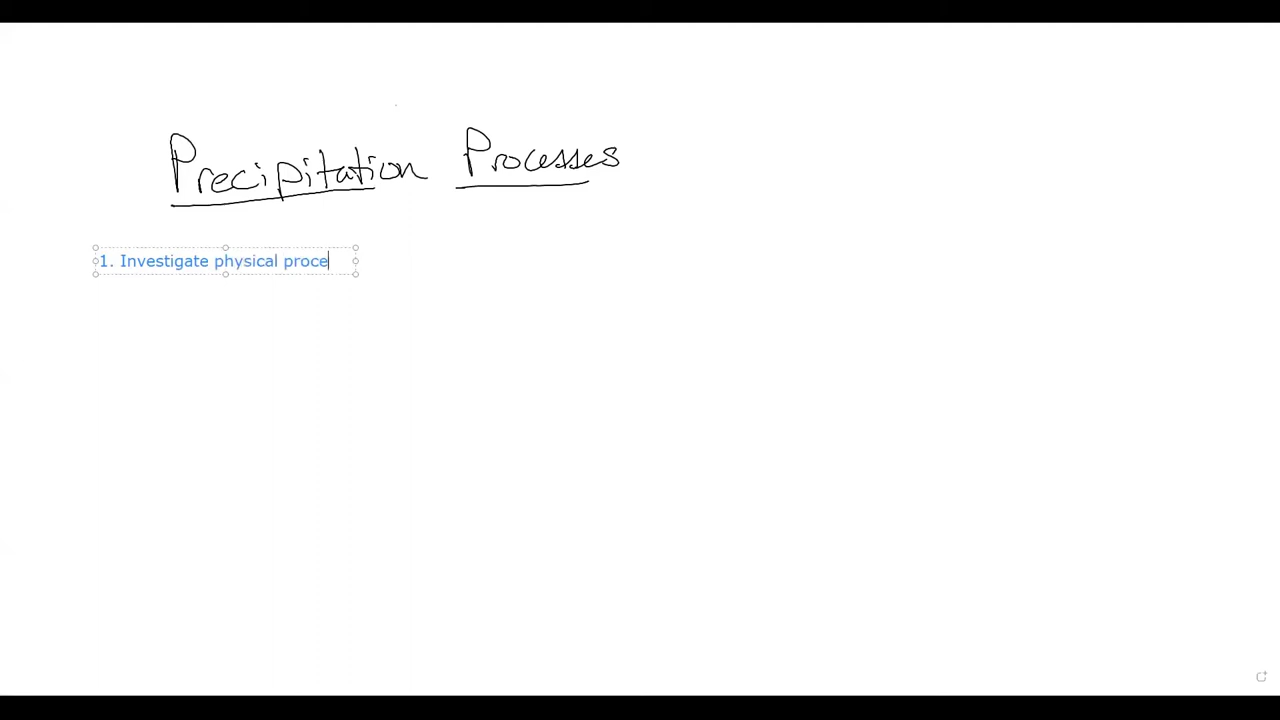 Precipitation Processes
1. Investigate physical proce